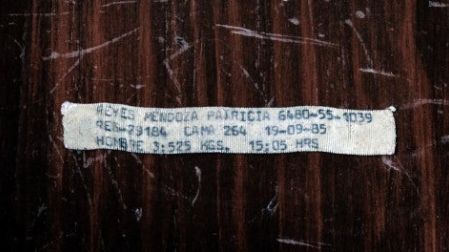 REYES MENDOZA PATRICIA 6480-55-1039
REG-79184 CAMA 264 19-09-85
HOMBRE 3.525 KGS. 15:05 HRS